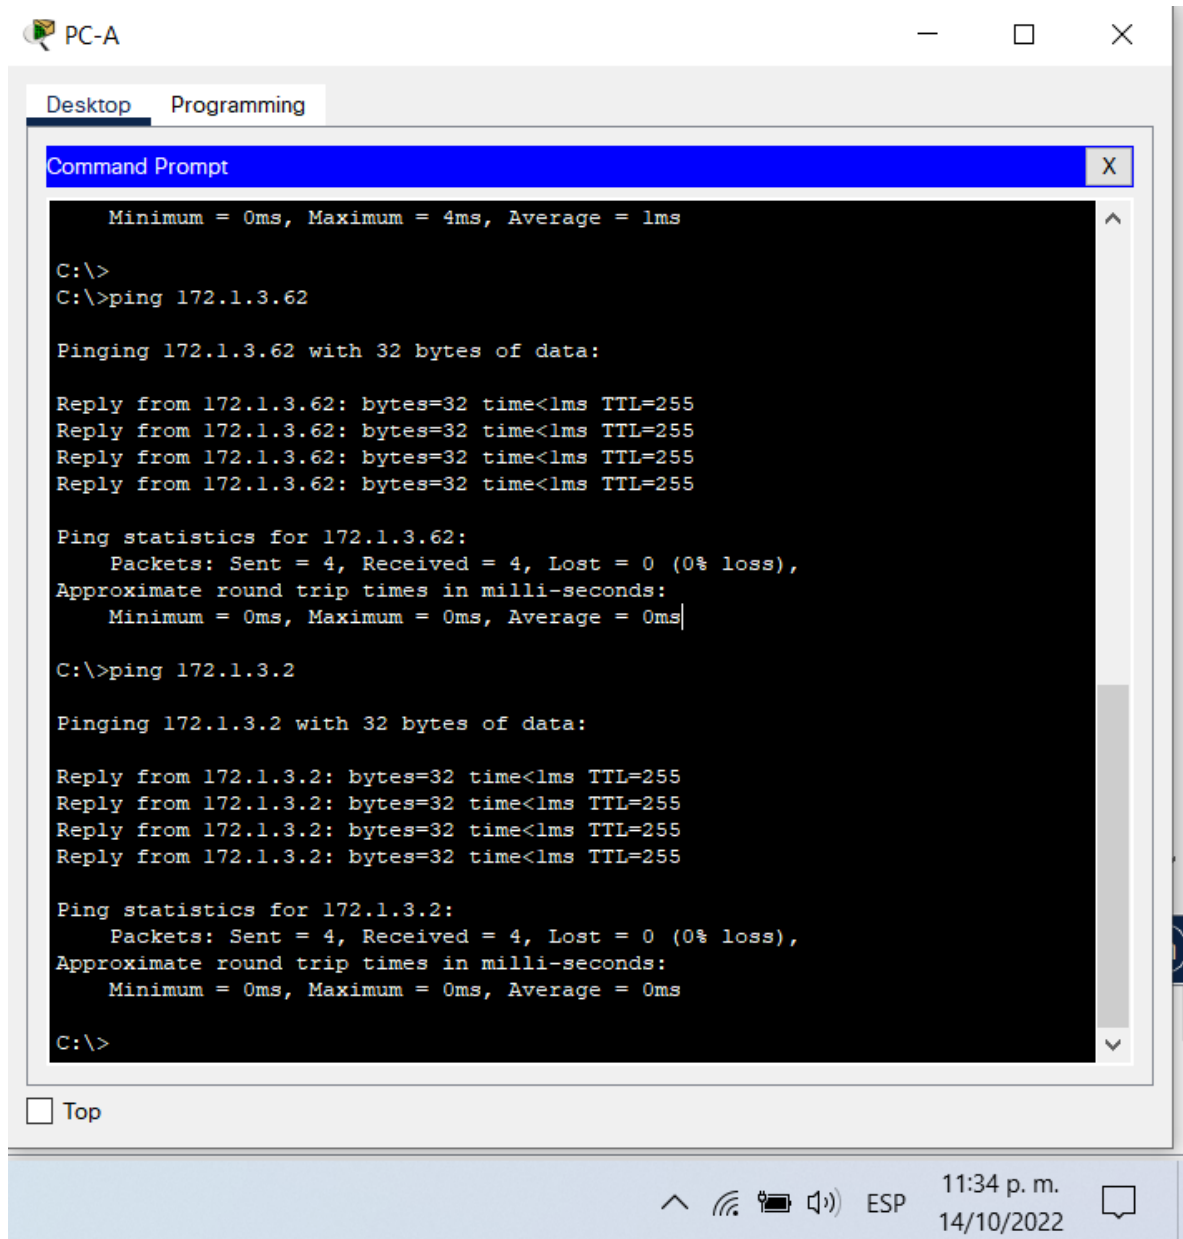 PC-A
Desktop Programming
Command Prompt X
Minimum = 0ms, Maximum = 4ms, Average = 1ms
C:\>
C:\>ping 172.1.3.62
Pinging 172.1.3.62 with 32 bytes of data:
Reply from 172.1.3.62: bytes=32 time<1ms TTL=255
Reply from 172.1.3.62: bytes=32 time<1ms TTL=255
Reply from 172.1.3.62: bytes=32 time<1ms TTL=255
Reply from 172.1.3.62: bytes=32 time<1ms TTL=255
Ping statistics for 172.1.3.62:
Packets: Sent = 4, Received = 4, Lost = 0 (0% loss),
Approximate round trip times in milli-seconds:
Minimum = 0ms, Maximum = 0ms, Average = 0ms
C:\>ping 172.1.3.2
Pinging 172.1.3.2 with 32 bytes of data:
Reply from 172.1.3.2: bytes=32 time<1ms TTL=255
Reply from 172.1.3.2: bytes=32 time<1ms TTL=255
Reply from 172.1.3.2: bytes=32 time<1ms TTL=255
Reply from 172.1.3.2: bytes=32 time<1ms TTL=255
Ping statistics for 172.1.3.2:
Packets: Sent = 4, Received = 4, Lost = 0 (0% loss),
Approximate round trip times in milli-seconds:
Minimum = 0ms, Maximum = 0ms, Average = 0ms
C:\>
Top
ESP
11:34 p. m.
14/10/2022